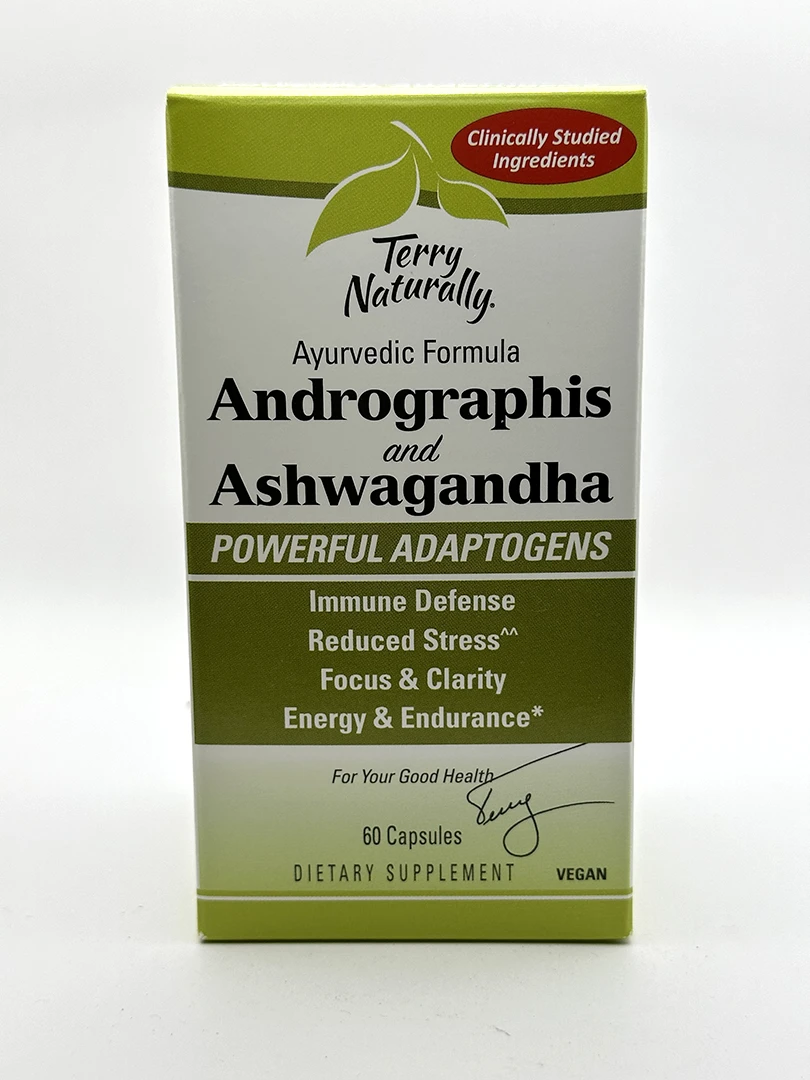 Clinically Studied
Ingredients
Terry
Naturally®
Ayurvedic Formula
Andrographis
and
Ashwagandha
POWERFUL ADAPTOGENS
Immune Defense
Reduced Stress^^
Focus & Clarity
Energy & Endurance*
For Your Good Health,
Terry
60 Capsules
DIETARY SUPPLEMENT
VEGAN